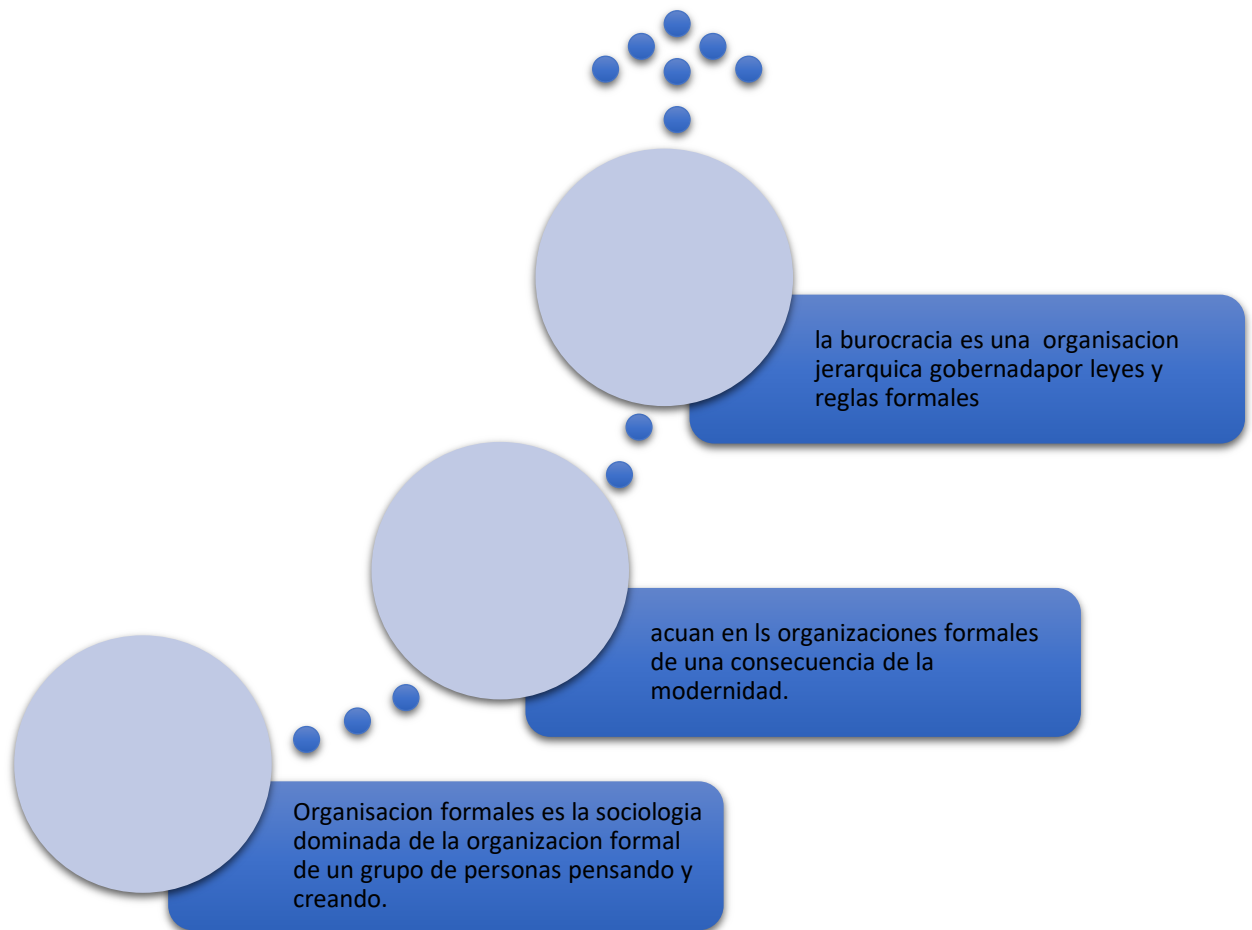 la burocracia es una  organisacion
jerarquica gobernadapor leyes y
reglas formales
acuan en ls organizaciones formales
de una consecuencia de la
modernidad.
Organisacion formales es la sociologia
dominada de la organizacion formal
de un grupo de personas pensando y
creando.